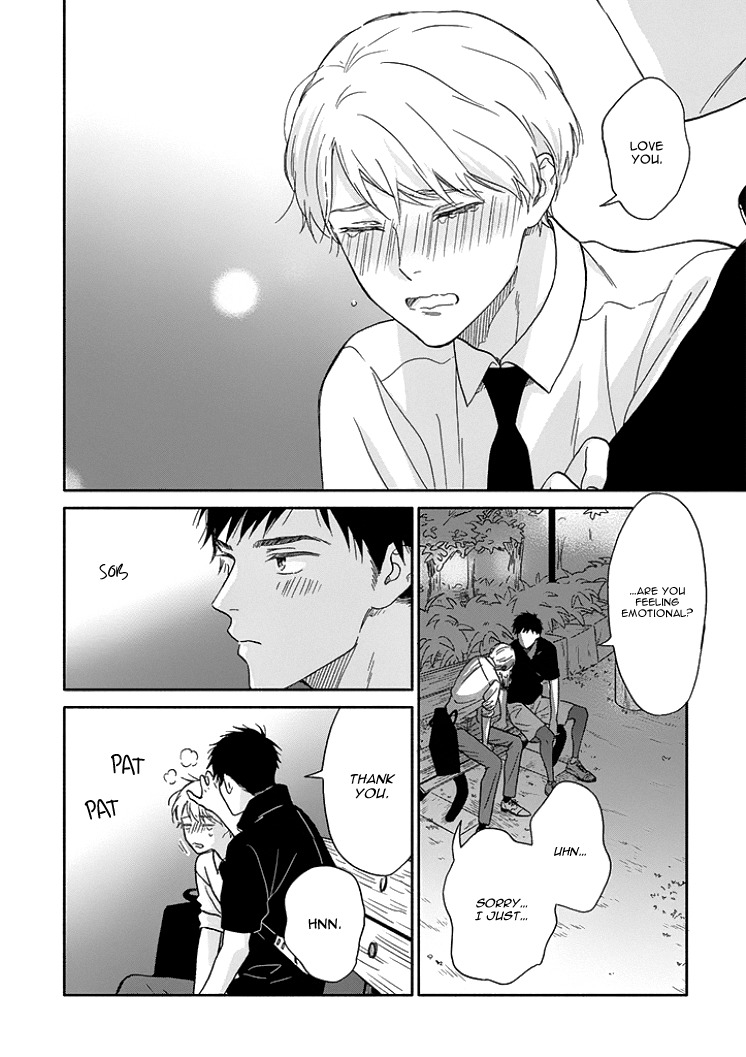 LOVE
YOU.
...ARE YOU
FEELING
EMOTIONAL?
UHN...
SORRY...
I JUST...
SOB
THANK
YOU.
PAT
PAT
HNN.